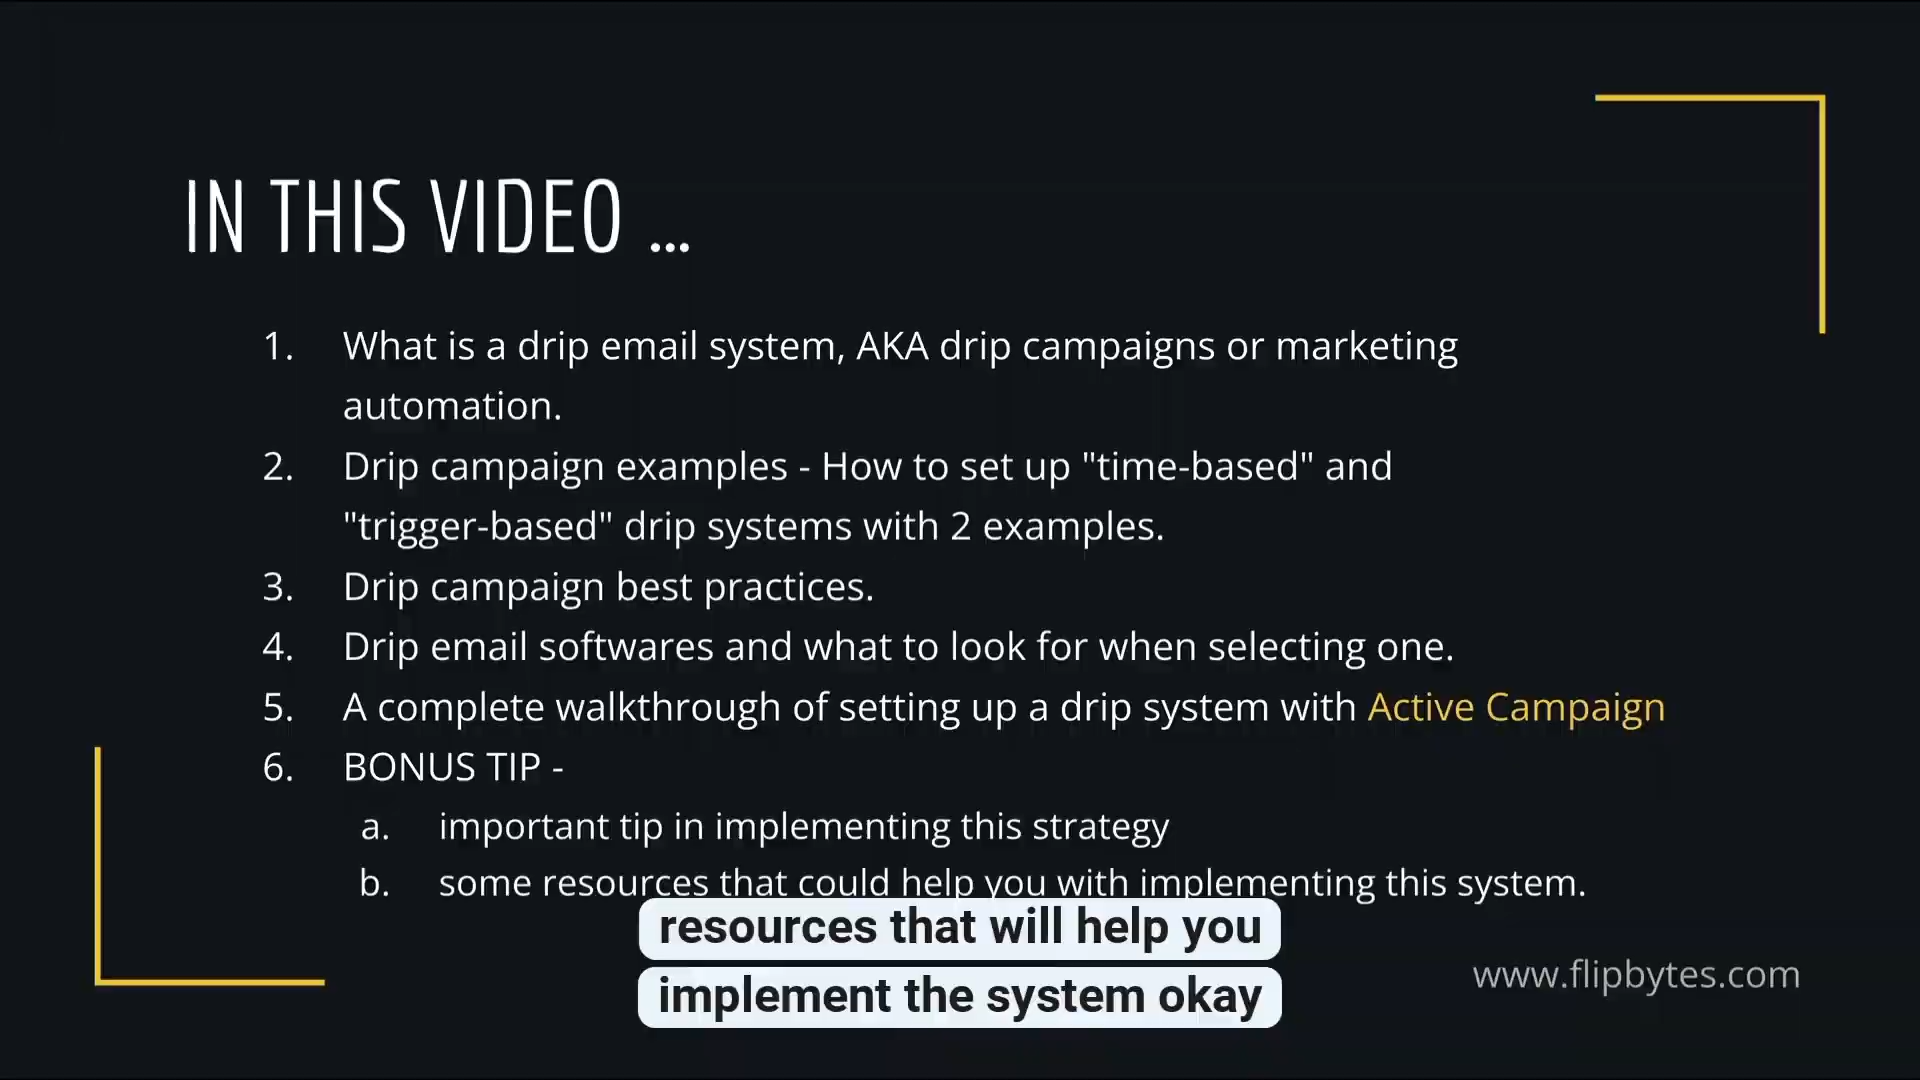 IN THIS VIDEO ...
1. What is a drip email system, AKA drip campaigns or marketing
automation.
2. Drip campaign examples - How to set up "time-based" and
"trigger-based" drip systems with 2 examples.
3. Drip campaign best practices.
4. Drip email softwares and what to look for when selecting one.
5. A complete walkthrough of setting up a drip system with Active Campaign
6. BONUS TIP -
a. important tip in implementing this strategy
b. some resources that could help you with implementing this system.
resources that will help you
implement the system okay
www.flipbytes.com